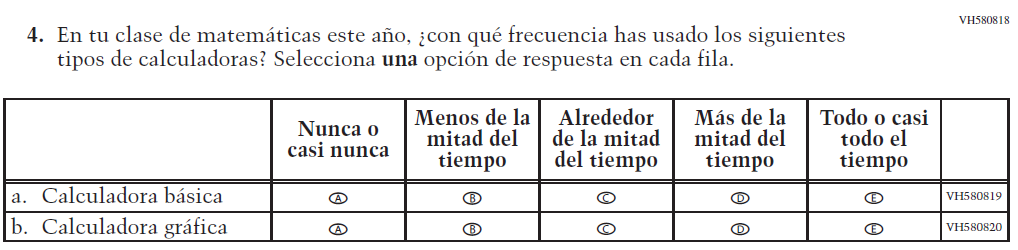 VH580818
4. En tu clase de matemáticas este año, ¿con qué frecuencia has usado los siguientes
tipos de calculadoras? Selecciona una opción de respuesta en cada fila.
Nunca o
casi nunca
Menos de la
mitad del
tiempo
Alrededor
de la mitad
del tiempo
Más de la
mitad del
tiempo
Todo o casi
todo el
tiempo
a. Calculadora básica A B C D E VH580819
b. Calculadora gráfica A B C D E VH580820